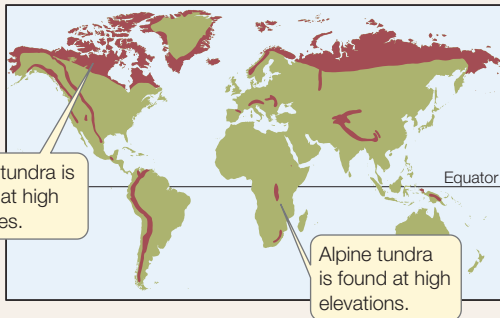 tundra is
at high
es.
Equator
Alpine tundra
is found at high
elevations.